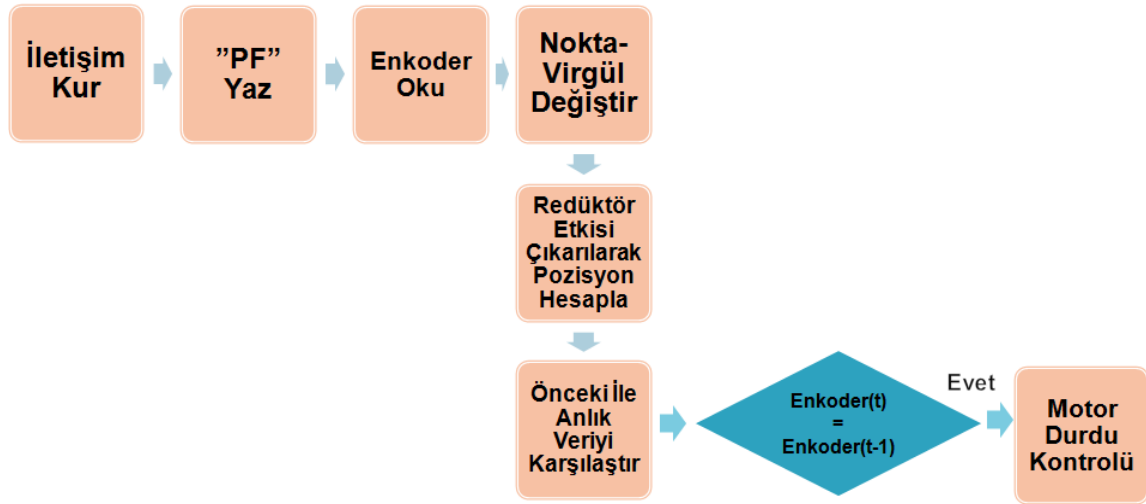 İletişim
Kur
”PF”
Yaz
Enkoder
Oku
Nokta-
Virgül
Değiştir
Redüktör
Etkisi
Çıkarılarak
Pozisyon
Hesapla
Önceki İle
Anlık
Veriyi
Karşılaştır
Enkoder(t)
=
Enkoder(t-1)
Evet
Motor
Durdu
Kontrolü